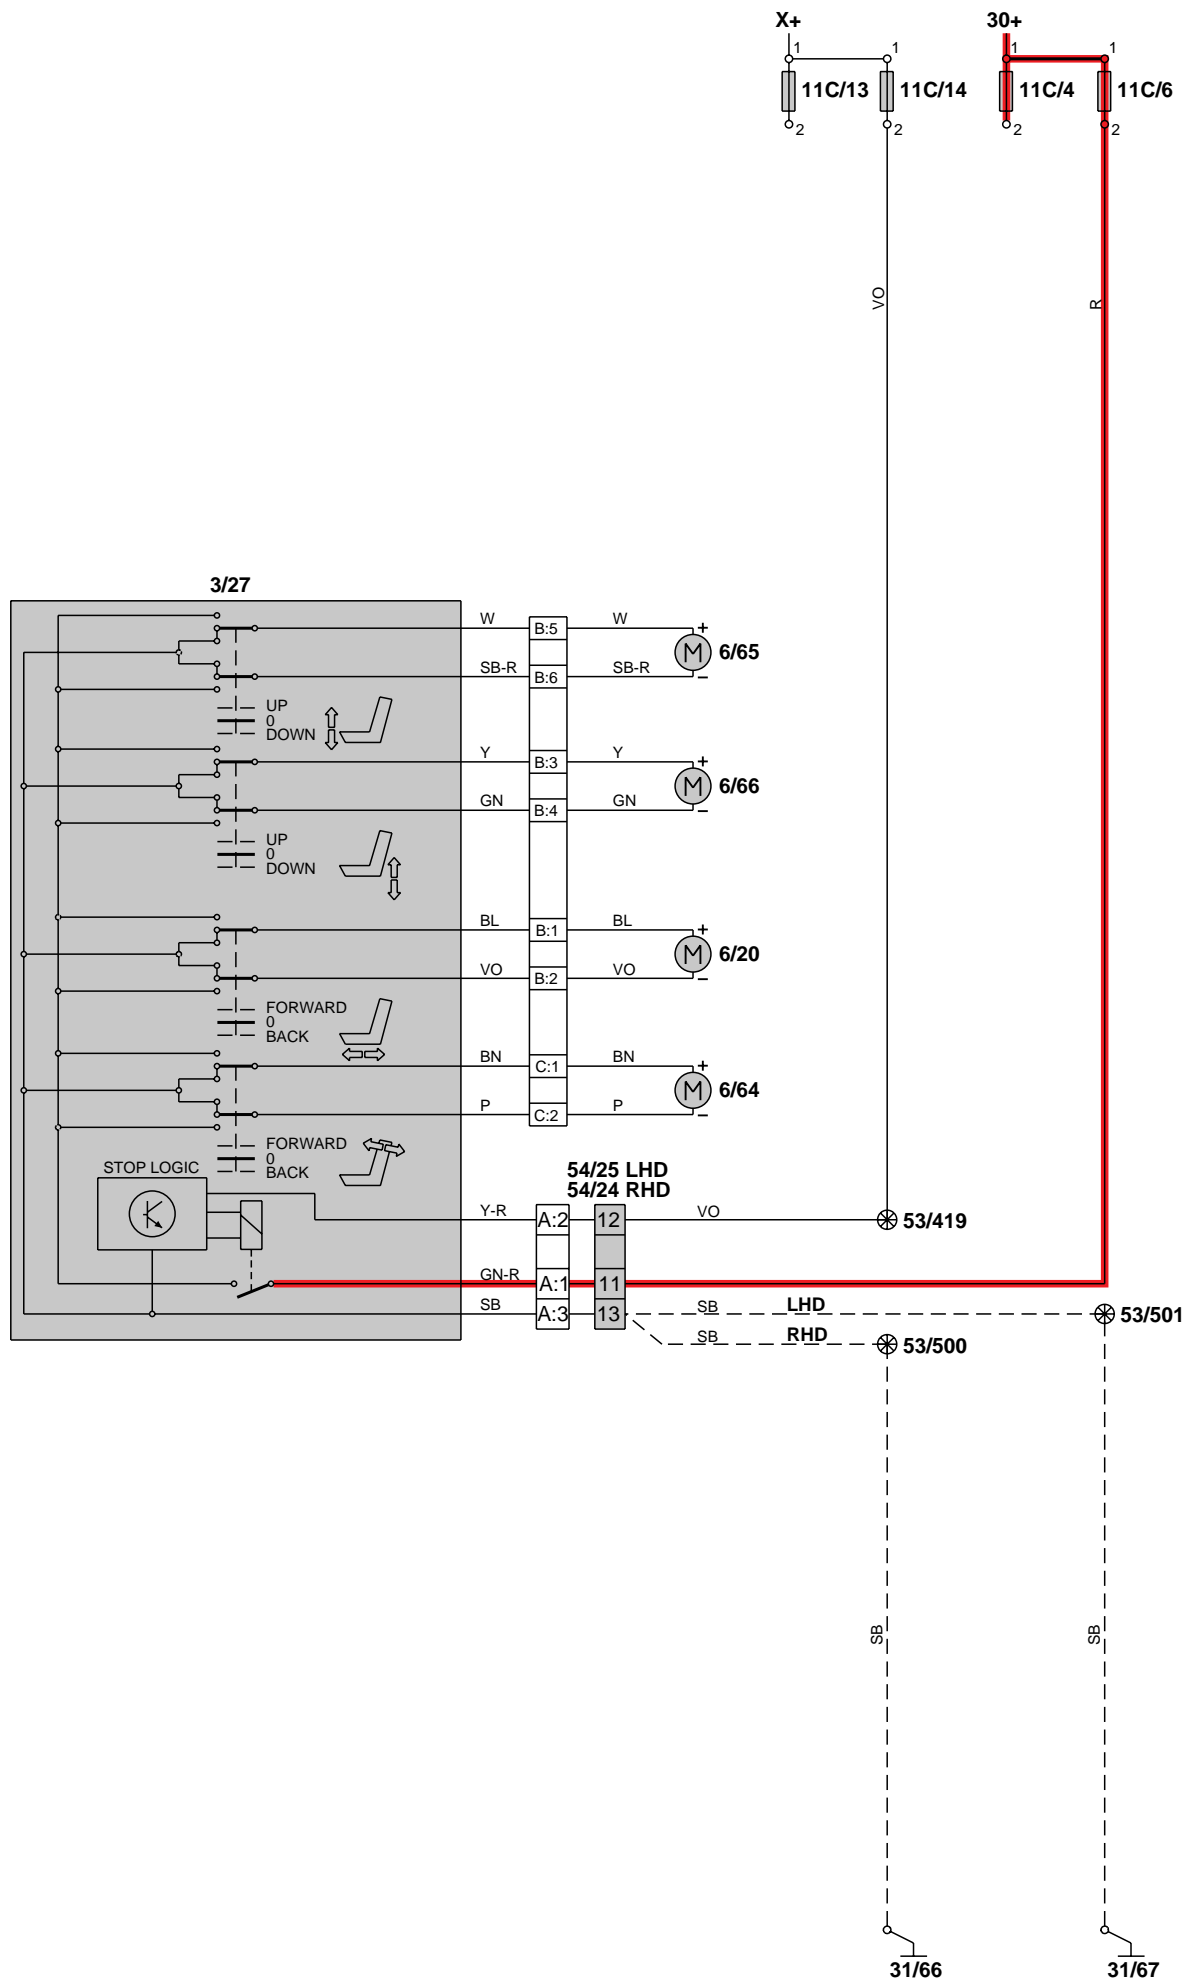 X+ 30+
1 1 1 1
11C/13 11C/14 11C/4 11C/6
2 2 2 2
VO R
3/27
W W +
B:5
6/65
SB-R SB-R
B:6 −
UP
0
DOWN
Y Y +
B:3
M 6/66
GN GN
B:4 −
UP
0
DOWN
BL BL +
B:1
M 6/20
VO VO
B:2 −
FORWARD
0
BACK
BN BN +
C:1
M 6/64
P P
C:2 −
FORWARD
0
BACK
STOP LOGIC
54/25 LHD
54/24 RHD
Y-R A:2 12 VO 53/419
GN-R A:1 11
SB A:3 13 SB LHD 53/501
SB RHD 53/500
SB SB
31/66 31/67